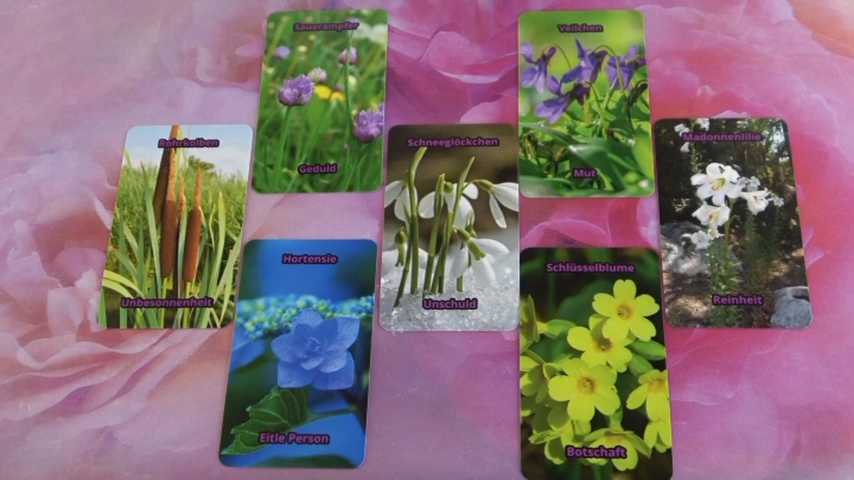 Sauerampfer
Geduld
Veilchen
Mut
Rohrkolben
Unbesonnenheit
Schneeglöckchen
Unschuld
Madonnenlilie
Reinheit
Hortensie
Eitle Person
Schlüsselblume
Botschaft